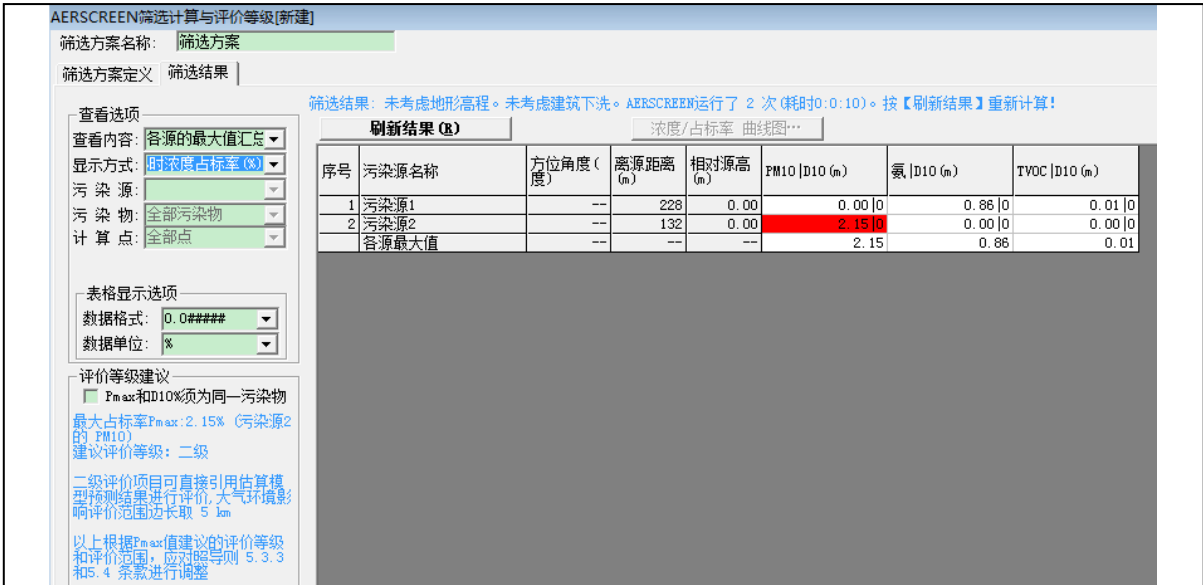 AERSCREEN筛选计算与评价等级[新建]
筛选方案名称: 筛选方案
筛选方案定义 筛选结果
筛选结果: 未考虑地形高程。未考虑建筑下洗。AERSCREEN运行了 2 次(耗时0:0:10)。按【刷新结果】重新计算!
查看选项
查看内容: 各源的最大值汇总
显示方式: 时浓度占标率(%)
污 染 源:
污 染 物: 全部污染物
计 算 点: 全部点
刷新结果(R) 浓度/占标率 曲线图…
序号 污染源名称 方位角度(度) 离源距离(m) 相对源高(m) PM10|D10(m) 氨|D10(m) TVOC|D10(m)
1 污染源1 -- 228 0.00 0.00|0 0.86|0 0.01|0
2 污染源2 -- 132 0.00 2.15|0 0.00|0 0.00|0
各源最大值 -- -- -- 2.15 0.86 0.01
表格显示选项
数据格式: 0.0#####
数据单位: %
评价等级建议
Pmax和D10%须为同一污染物
最大占标率Pmax:2.15% (污染源2
的 PM10)
建议评价等级: 二级
二级评价项目可直接引用估算模
型预测结果进行评价,大气环境影
响评价范围边长取 5 km
以上根据Pmax值建议的评价等级
和评价范围,应对照导则 5.3.3
和5.4 条款进行调整